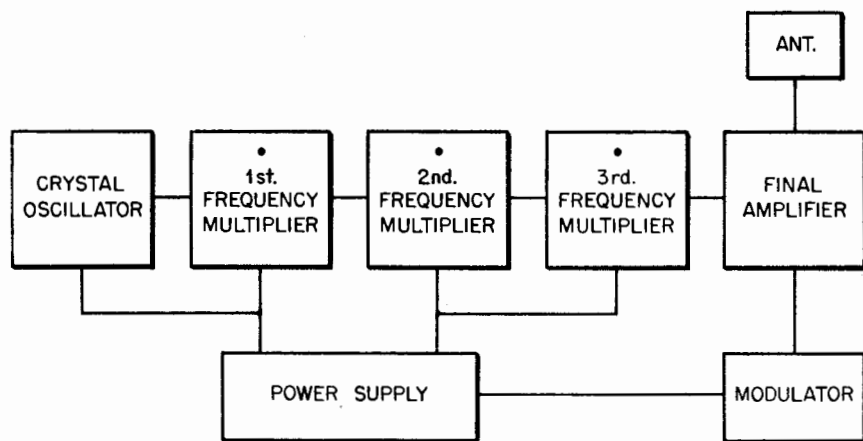 ANT.
CRYSTAL
OSCILLATOR
1st.
FREQUENCY
MULTIPLIER
2nd.
FREQUENCY
MULTIPLIER
3rd.
FREQUENCY
MULTIPLIER
FINAL
AMPLIFIER
POWER SUPPLY
MODULATOR